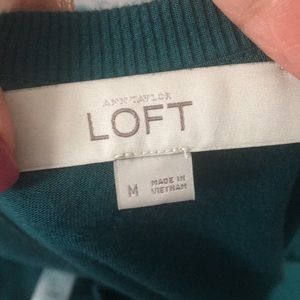 ANN TAYLOR
LOFT
M
MADE IN
VIETNAM